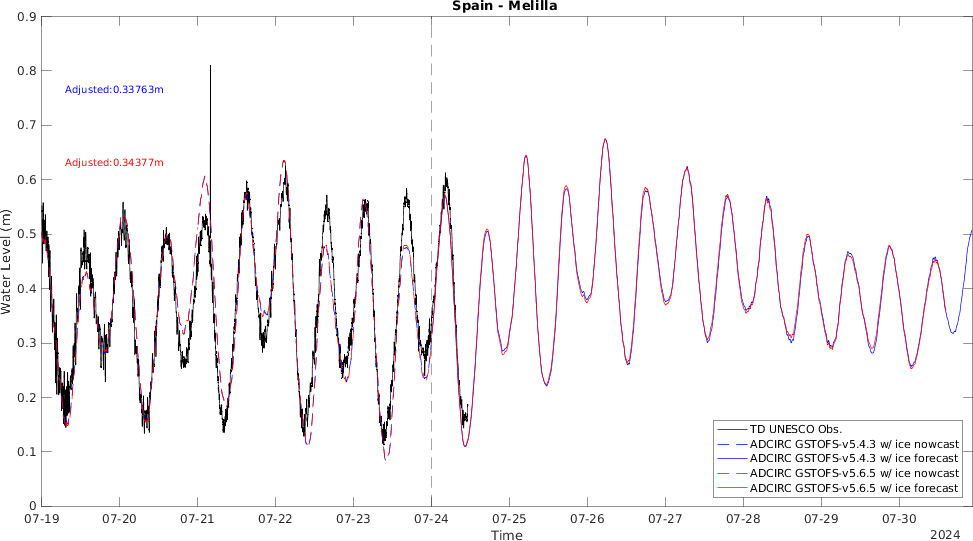 Spain - Melilla
0.9
0.8
0.7
0.6
0.5
0.4
0.3
0.2
0.1
0
Water Level (m)
Adjusted:0.33763m
Adjusted:0.34377m
TD UNESCO Obs.
ADCIRC GSTOFS-v5.4.3 w/ ice nowcast
ADCIRC GSTOFS-v5.4.3 w/ ice forecast
ADCIRC GSTOFS-v5.6.5 w/ ice nowcast
ADCIRC GSTOFS-v5.6.5 w/ ice forecast
07-19 07-20 07-21 07-22 07-23 07-24 07-25 07-26 07-27 07-28 07-29 07-30
Time
2024